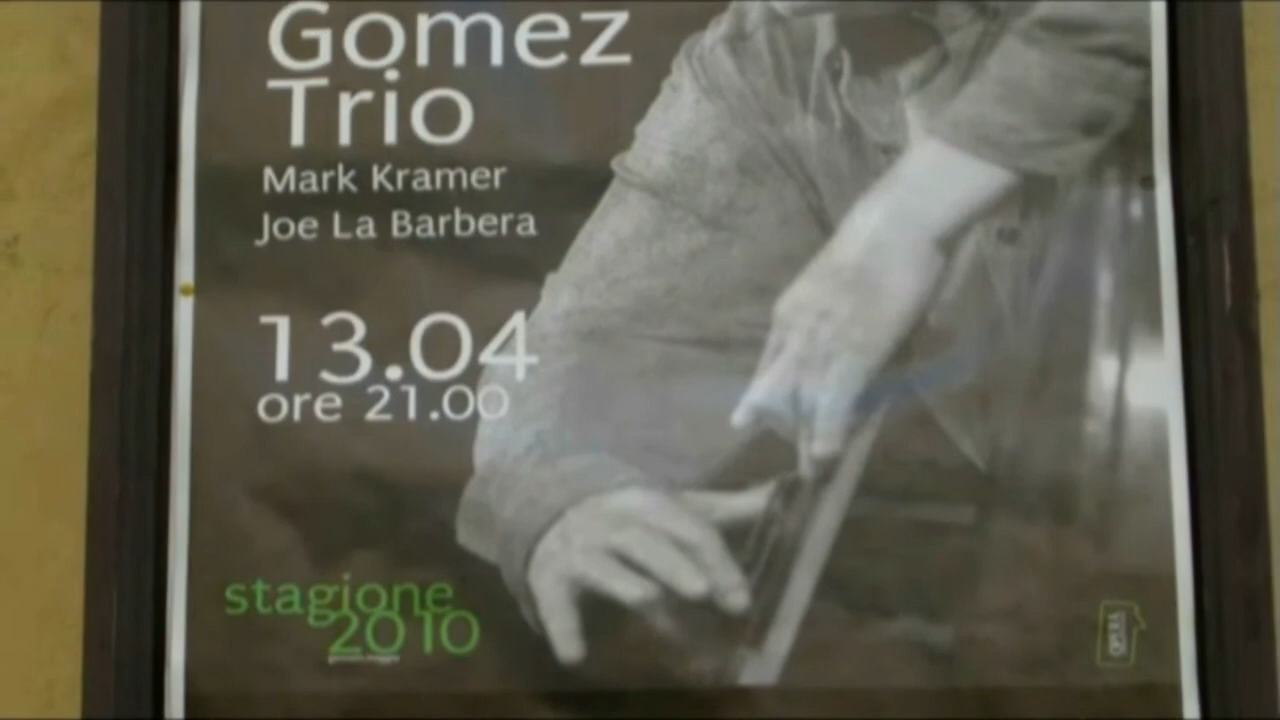 Gomez
Trio
Mark Kramer
Joe La Barbera
13.04
ore 21.00
stagione
2010